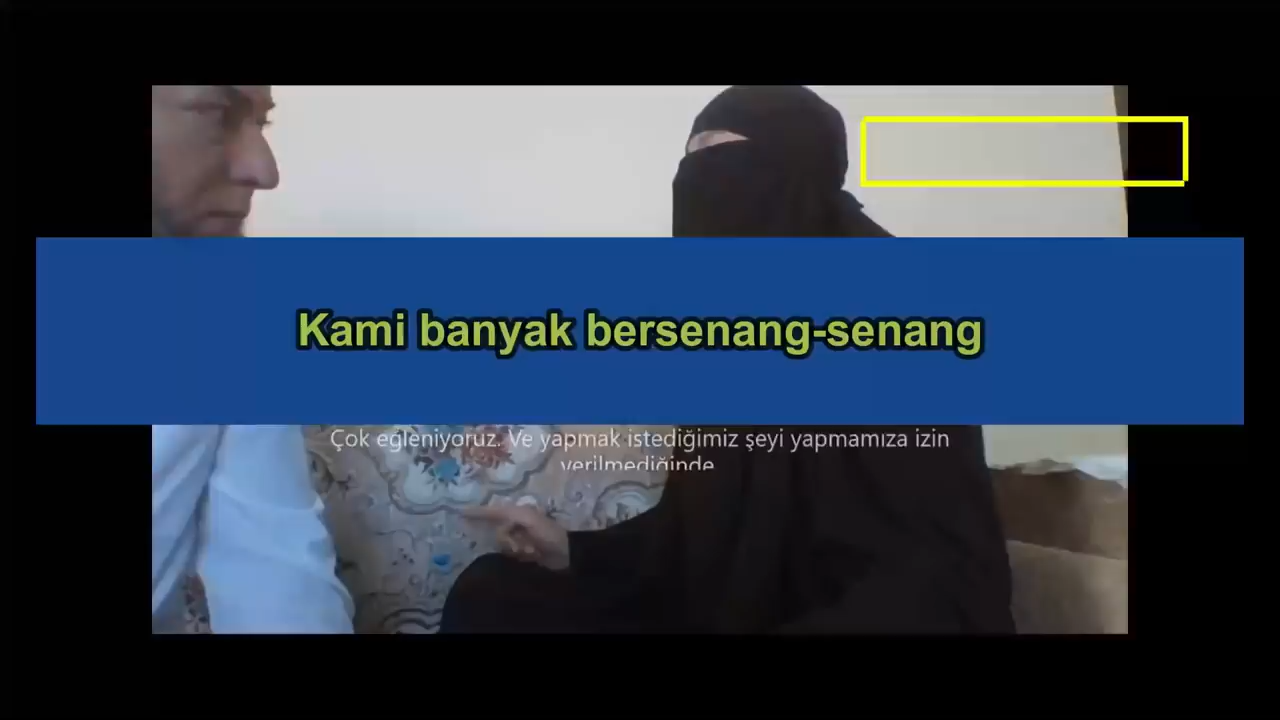 Kami banyak bersenang-senang
Çok eğleniyoruz. Ve yapmak istediğimiz şeyi yapmamıza izin
verilmediğinde